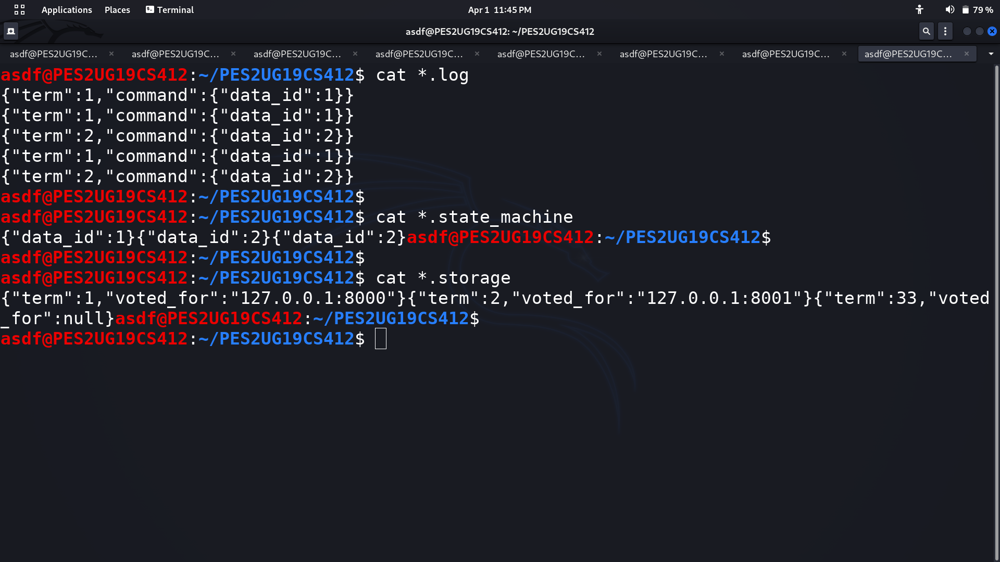 Applications Places Terminal Apr 1 11:45 PM 79 %
asdf@PES2UG19CS412: ~/PES2UG19CS412
asdf@PES2UG19C... × asdf@PES2UG19C... × asdf@PES2UG19C... × asdf@PES2UG19C... × asdf@PES2UG19C... × asdf@PES2UG19C... × asdf@PES2UG19C... × asdf@PES2UG19C... ×
asdf@PES2UG19CS412:~/PES2UG19CS412$ cat *.log
{"term":1,"command":{"data_id":1}}
{"term":1,"command":{"data_id":1}}
{"term":2,"command":{"data_id":2}}
{"term":1,"command":{"data_id":1}}
{"term":2,"command":{"data_id":2}}
asdf@PES2UG19CS412:~/PES2UG19CS412$
asdf@PES2UG19CS412:~/PES2UG19CS412$ cat *.state_machine
{"data_id":1}{"data_id":2}{"data_id":2}asdf@PES2UG19CS412:~/PES2UG19CS412$
asdf@PES2UG19CS412:~/PES2UG19CS412$
asdf@PES2UG19CS412:~/PES2UG19CS412$ cat *.storage
{"term":1,"voted_for":"127.0.0.1:8000"}{"term":2,"voted_for":"127.0.0.1:8001"}{"term":33,"voted
_for":null}asdf@PES2UG19CS412:~/PES2UG19CS412$
asdf@PES2UG19CS412:~/PES2UG19CS412$